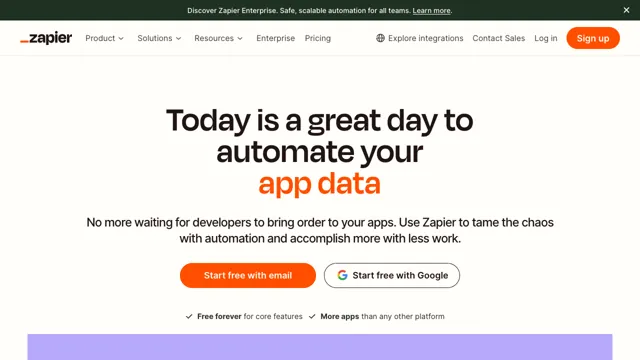 Discover Zapier Enterprise. Safe, scalable automation for all teams. Learn more.
zapier Product Solutions Resources Enterprise Pricing Explore integrations Contact Sales Log in Sign up
Today is a great day to
automate your
app data
No more waiting for developers to bring order to your apps. Use Zapier to tame the chaos
with automation and accomplish more with less work.
Start free with email Start free with Google
Free forever for core features More apps than any other platform